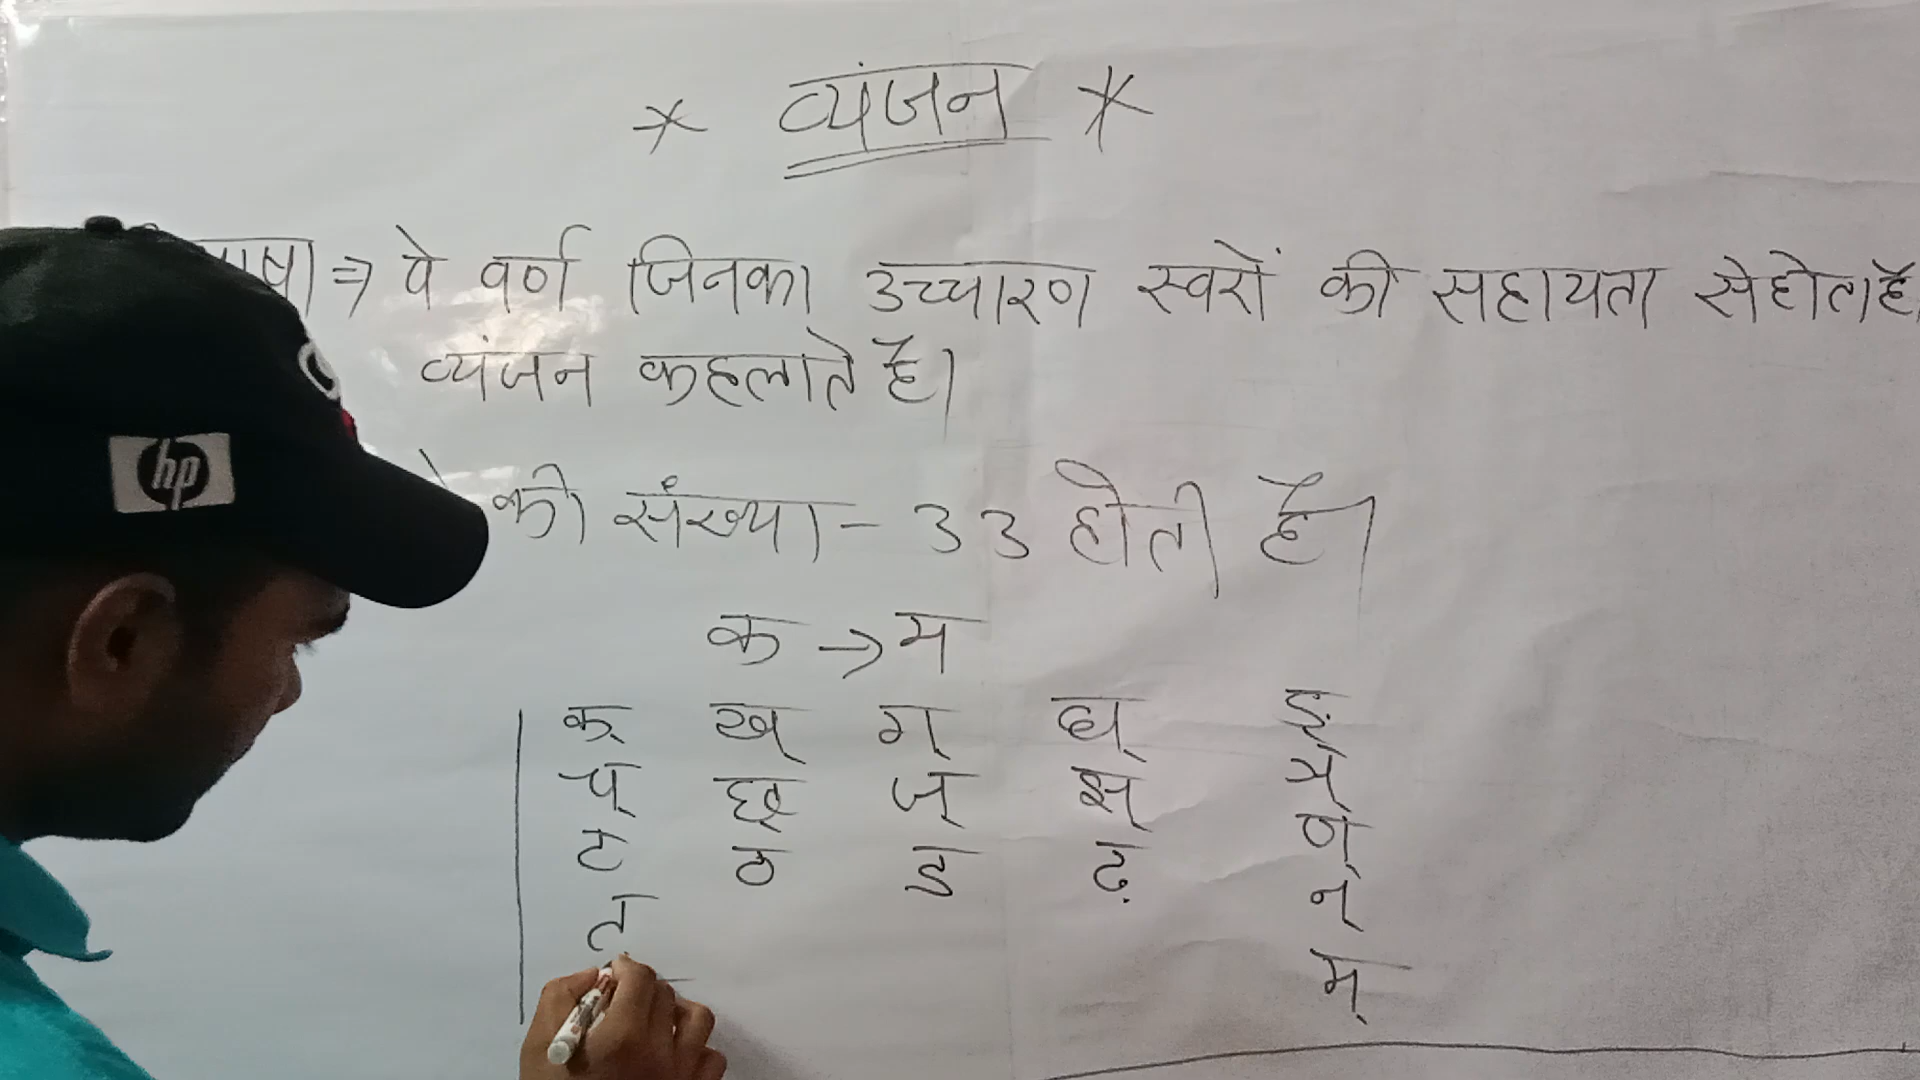 * व्यंजन *
⇒ वे वर्ण जिनका उच्चारण स्वरों की सहायता से होता है
व्यंजन कहलाते है।
hp
की संख्या - 33 होती है।
क → म
क् ख् ग् घ् ङ्
च् छ् ज् झ् ञ्
ट ठ ड ढ़ ण्
त् न्
म्